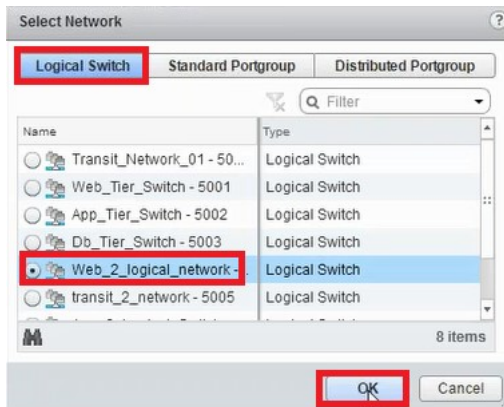 Select Network
?
Logical Switch Standard Portgroup Distributed Portgroup
Filter
Name Type
Transit_Network_01 - 50... Logical Switch
Web_Tier_Switch - 5001 Logical Switch
App_Tier_Switch - 5002 Logical Switch
Db_Tier_Switch - 5003 Logical Switch
Web_2_logical_network - Logical Switch
transit_2_network - 5005 Logical Switch
8 items
OK Cancel